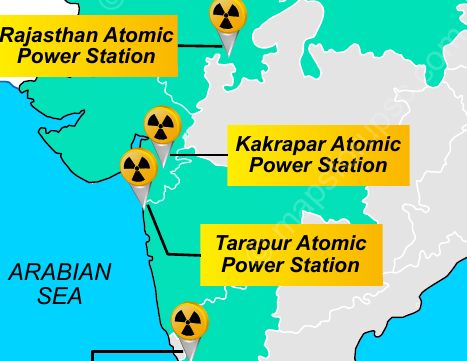 Rajasthan Atomic
Power Station
Kakrapar Atomic
Power Station
Tarapur Atomic
Power Station
ARABIAN
SEA